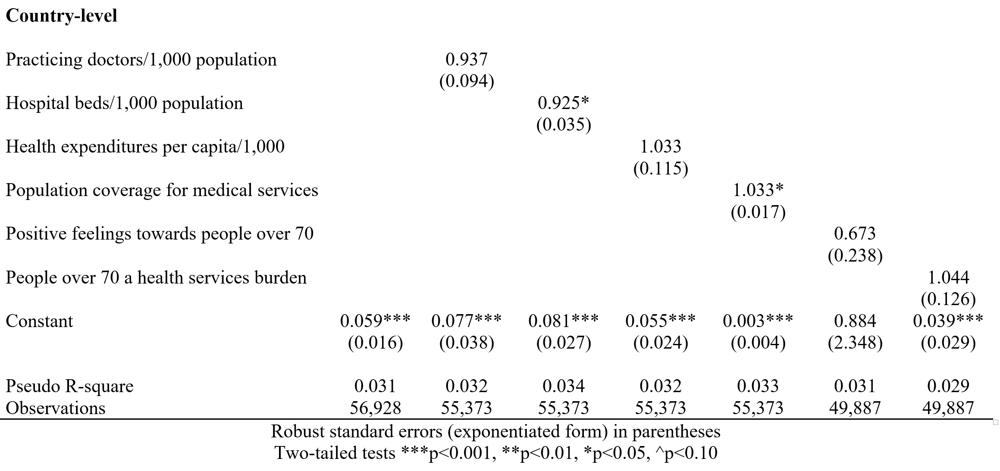 Country-level
Practicing doctors/1,000 population 0.937
(0.094)
Hospital beds/1,000 population 0.925*
(0.035)
Health expenditures per capita/1,000 1.033
(0.115)
Population coverage for medical services 1.033*
(0.017)
Positive feelings towards people over 70 0.673
(0.238)
People over 70 a health services burden 1.044
(0.126)
Constant 0.059*** 0.077*** 0.081*** 0.055*** 0.003*** 0.884 0.039***
(0.016) (0.038) (0.027) (0.024) (0.004) (2.348) (0.029)
Pseudo R-square 0.031 0.032 0.034 0.032 0.033 0.031 0.029
Observations 56,928 55,373 55,373 55,373 55,373 49,887 49,887
Robust standard errors (exponentiated form) in parentheses
Two-tailed tests ***p<0.001, **p<0.01, *p<0.05, ^p<0.10